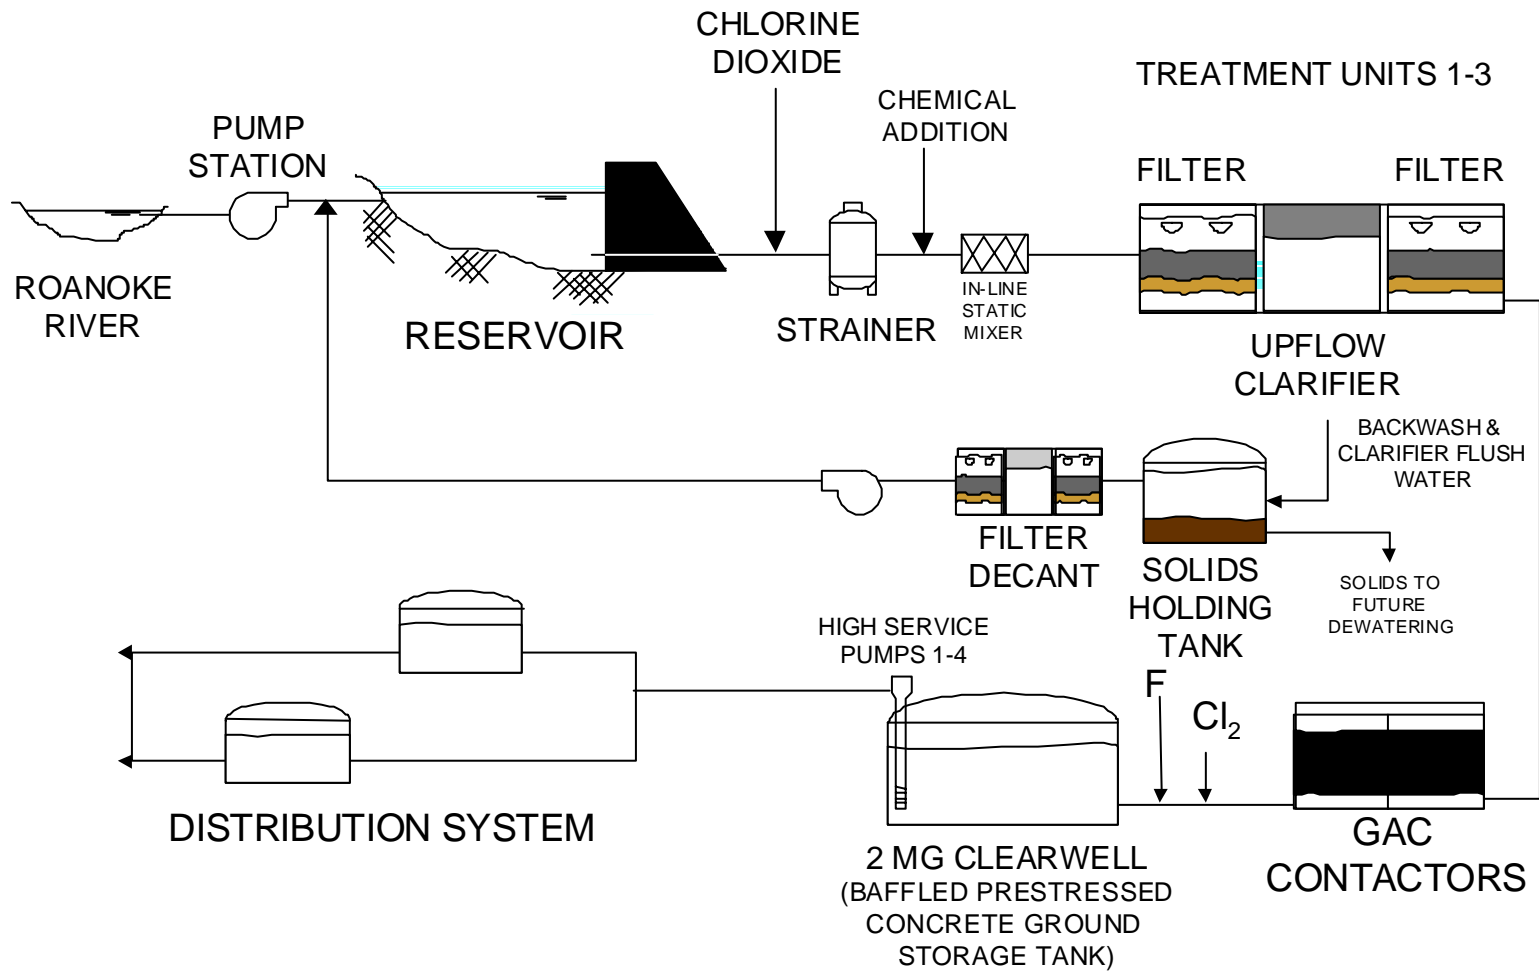 CHLORINE
DIOXIDE
TREATMENT UNITS 1-3
CHEMICAL
ADDITION
PUMP
STATION
FILTER
FILTER
ROANOKE
RIVER
RESERVOIR
STRAINER
IN-LINE
STATIC
MIXER
UPFLOW
CLARIFIER
BACKWASH &
CLARIFIER FLUSH
WATER
FILTER
DECANT
SOLIDS
HOLDING
TANK
SOLIDS TO
FUTURE
DEWATERING
HIGH SERVICE
PUMPS 1-4
F
Cl2
DISTRIBUTION SYSTEM
2 MG CLEARWELL
(BAFFLED PRESTRESSED
CONCRETE GROUND
STORAGE TANK)
GAC
CONTACTORS